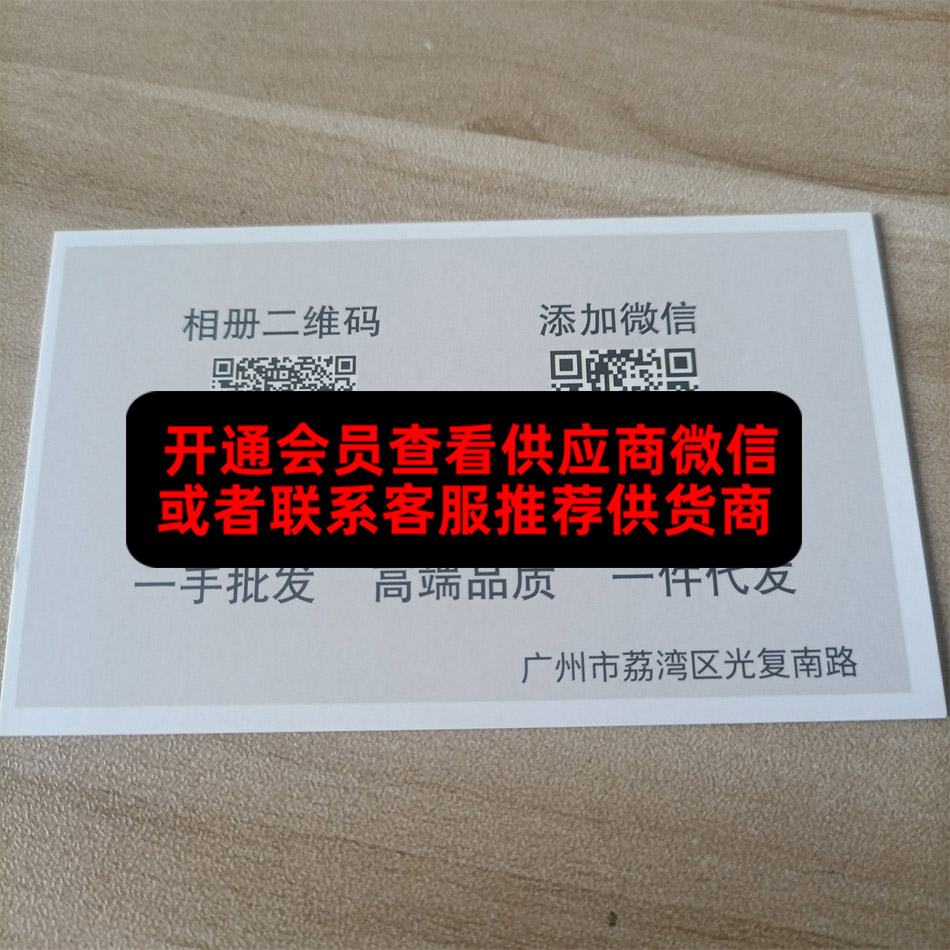 相册二维码 添加微信
开通会员查看供应商微信
或者联系客服推荐供货商
一手批发 高端品质 一件代发
广州市荔湾区光复南路